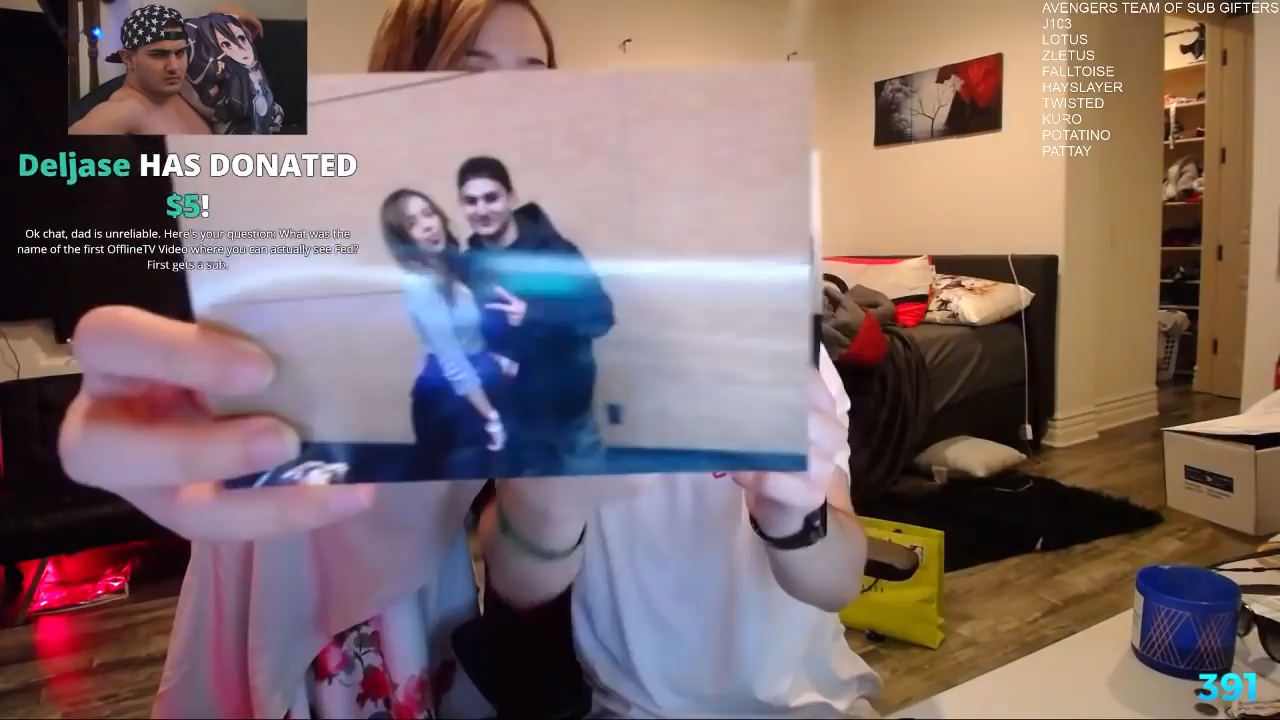 Deljase HAS DONATED
$5!
Ok chat, dad is unreliable. Here's your question: What was the
name of the first OfflineTV Video where you can actually see Fed?
First gets a sub.
AVENGERS TEAM OF SUB GIFTERS
J103
LOTUS
ZLETUS
FALLTOISE
HAYSLAYER
TWISTED
KURO
POTATINO
PATTAY
391